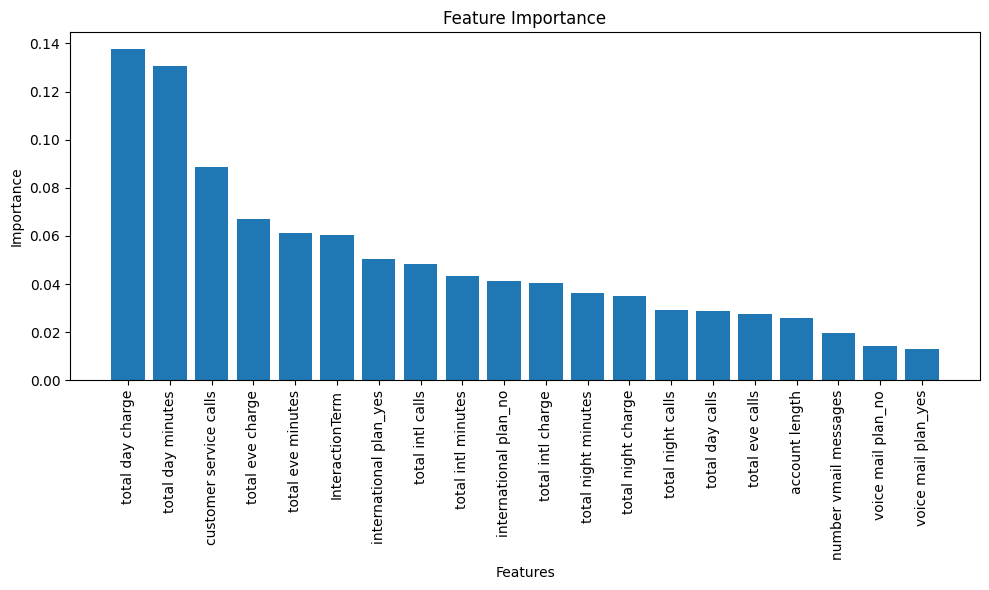 Feature Importance
Importance
0.14
0.12
0.10
0.08
0.06
0.04
0.02
0.00
total day charge
total day minutes
customer service calls
total eve charge
total eve minutes
InteractionTerm
international plan_yes
total intl calls
total intl minutes
international plan_no
total intl charge
total night minutes
total night charge
total night calls
total day calls
total eve calls
account length
number vmail messages
voice mail plan_no
voice mail plan_yes
Features